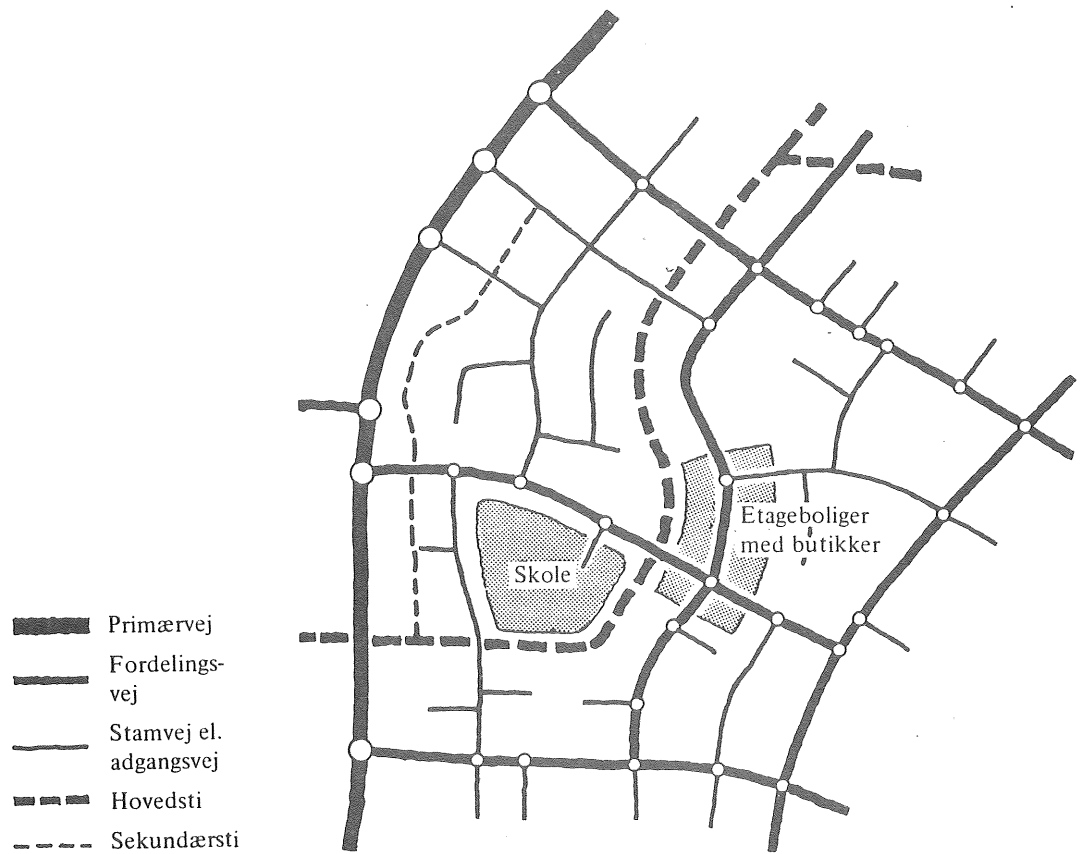 Etageboliger
med butikker
Skole
Primærvej
Fordelings-
vej
Stamvej el.
adgangsvej
Hovedsti
Sekundærsti